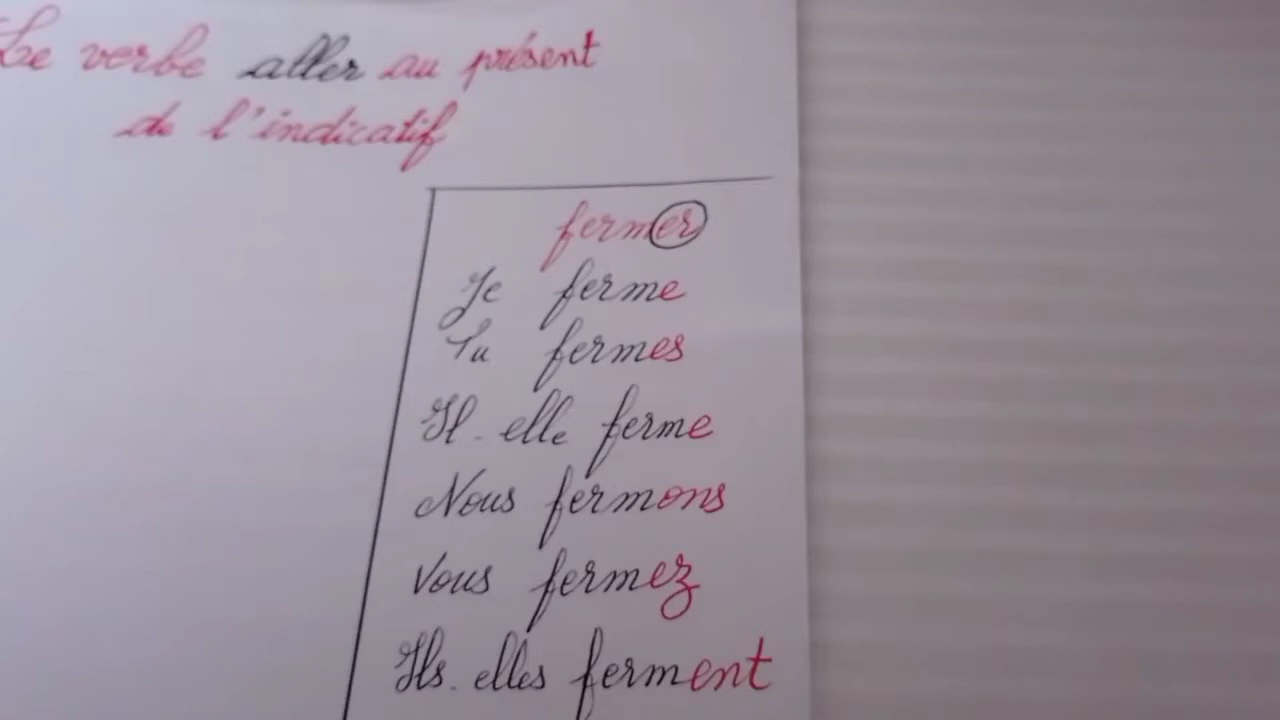 Le verbe aller au présent
de l'indicatif
fermer
Je ferme
Tu fermes
Il. elle ferme
Nous fermons
Vous fermez
Ils. elles ferment